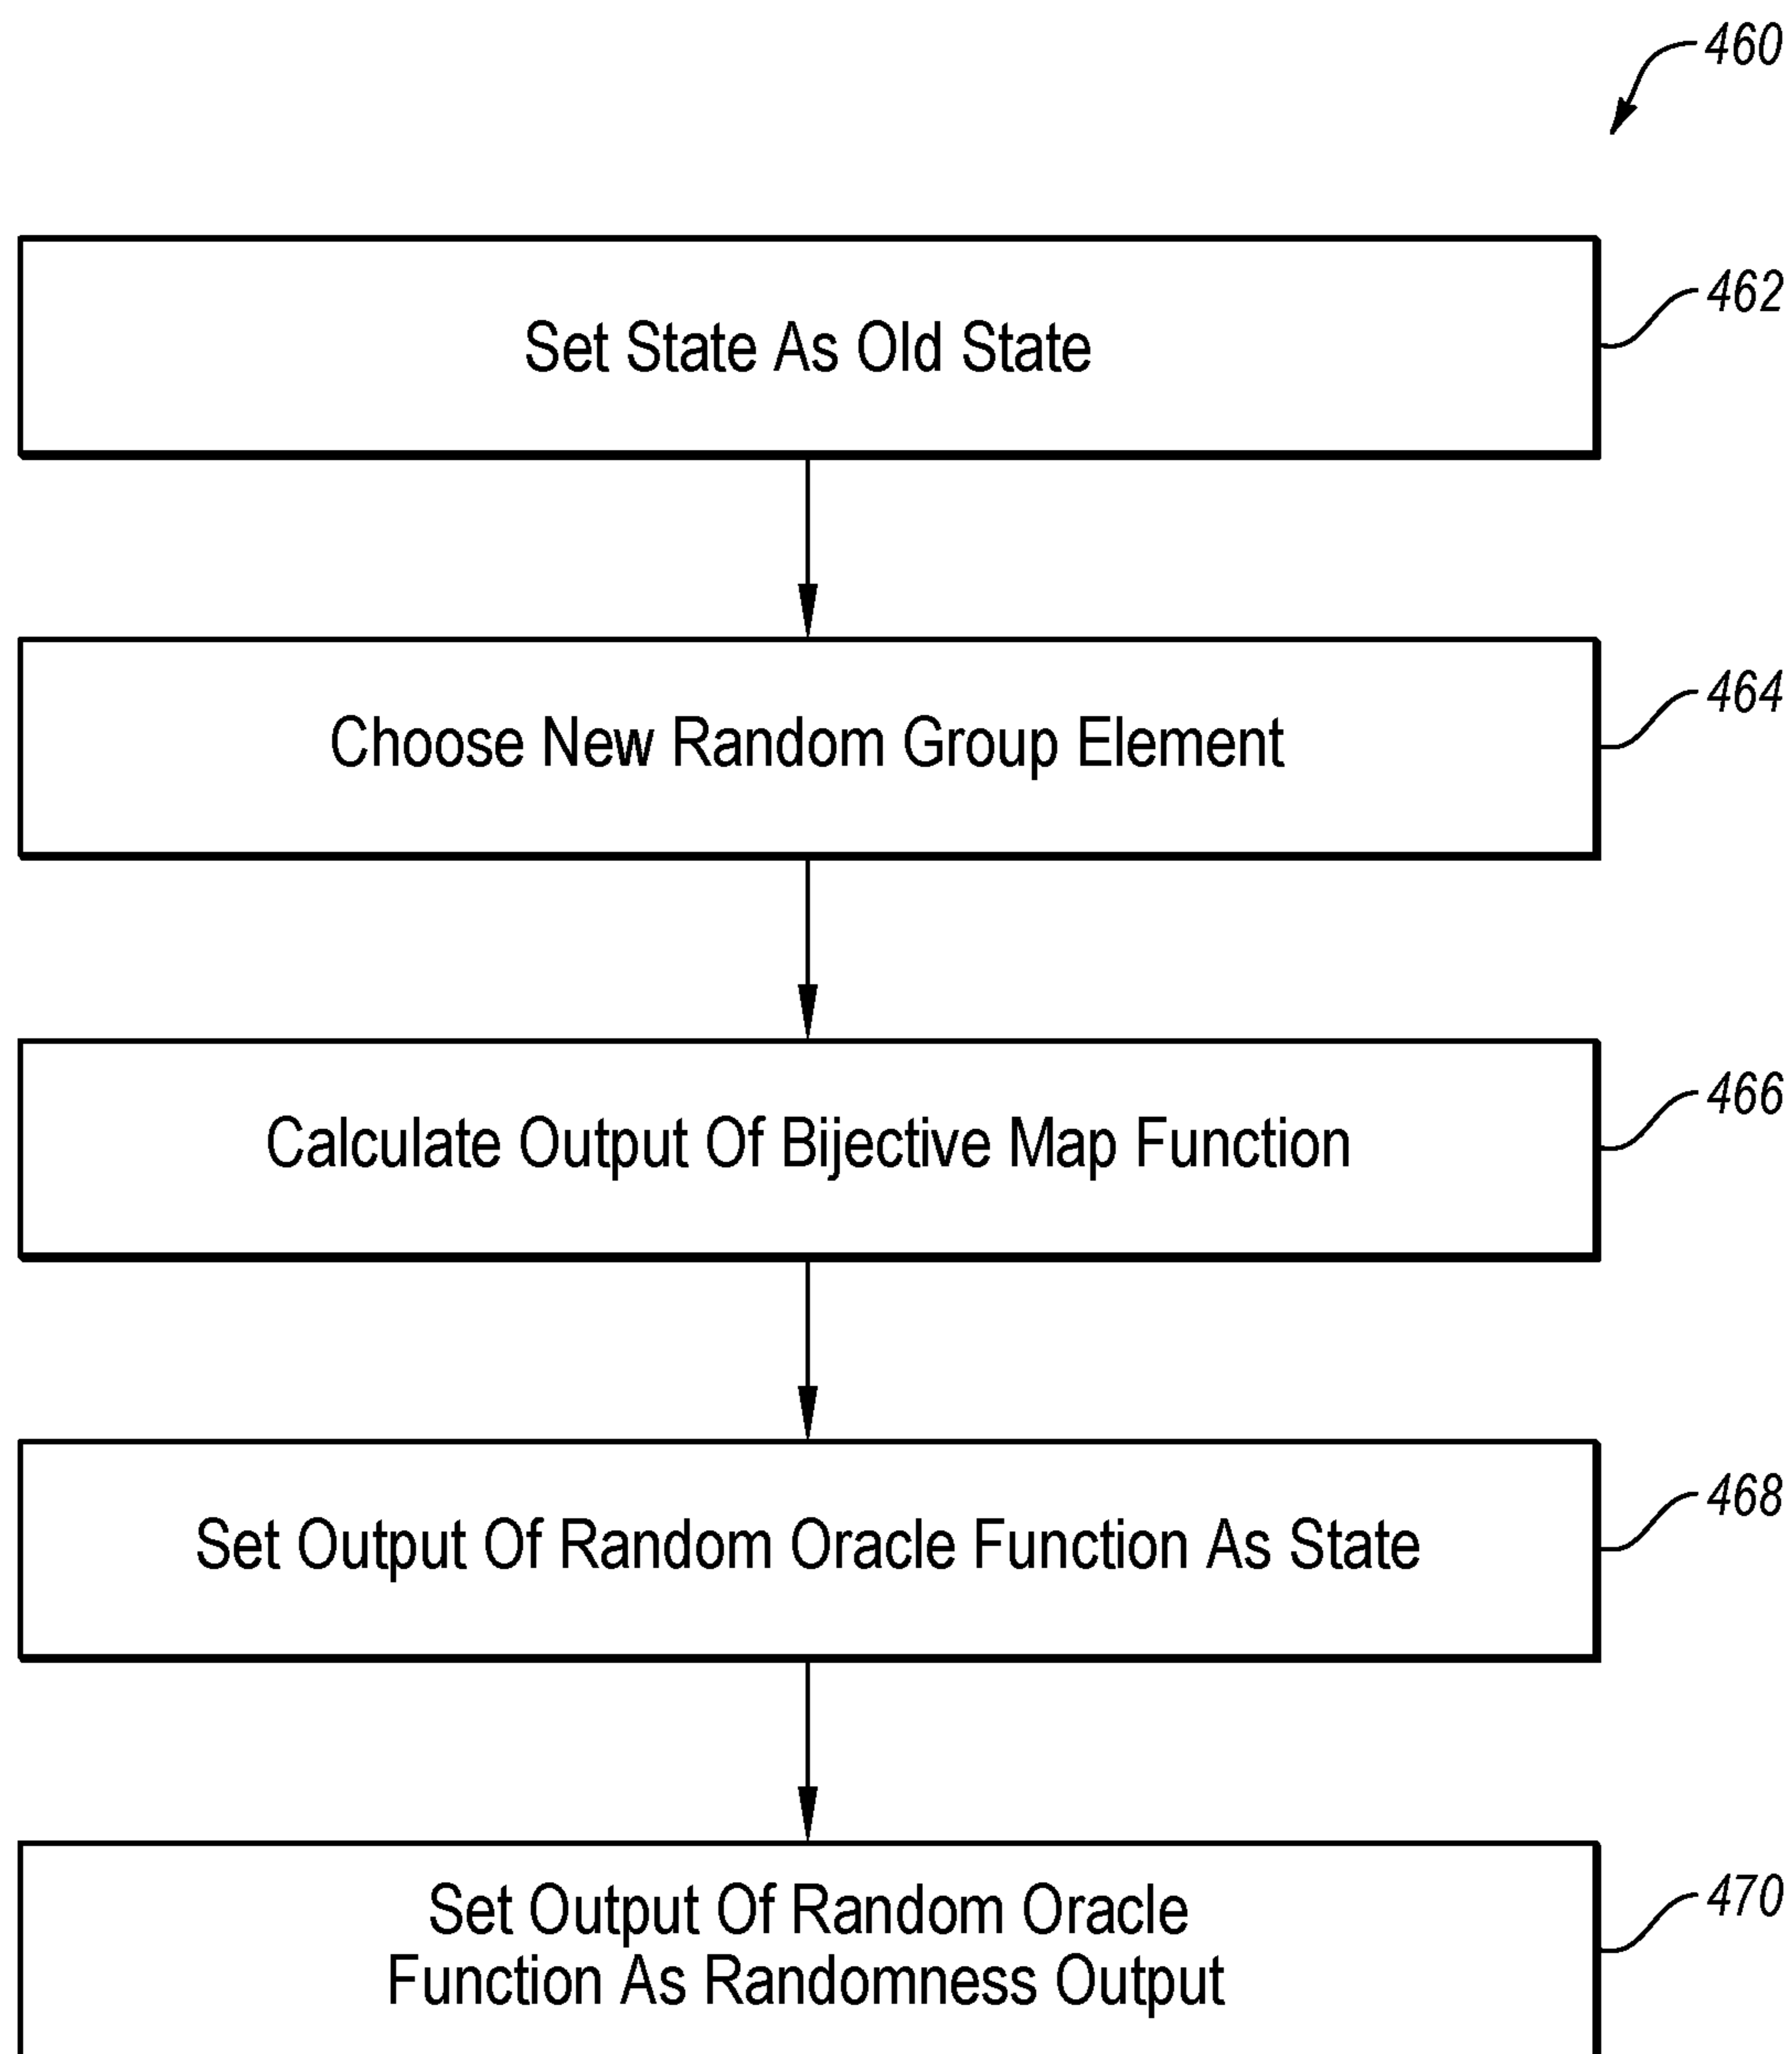 460
Set State As Old State
462
Choose New Random Group Element
464
Calculate Output Of Bijective Map Function
466
Set Output Of Random Oracle Function As State
468
Set Output Of Random Oracle
Function As Randomness Output
470